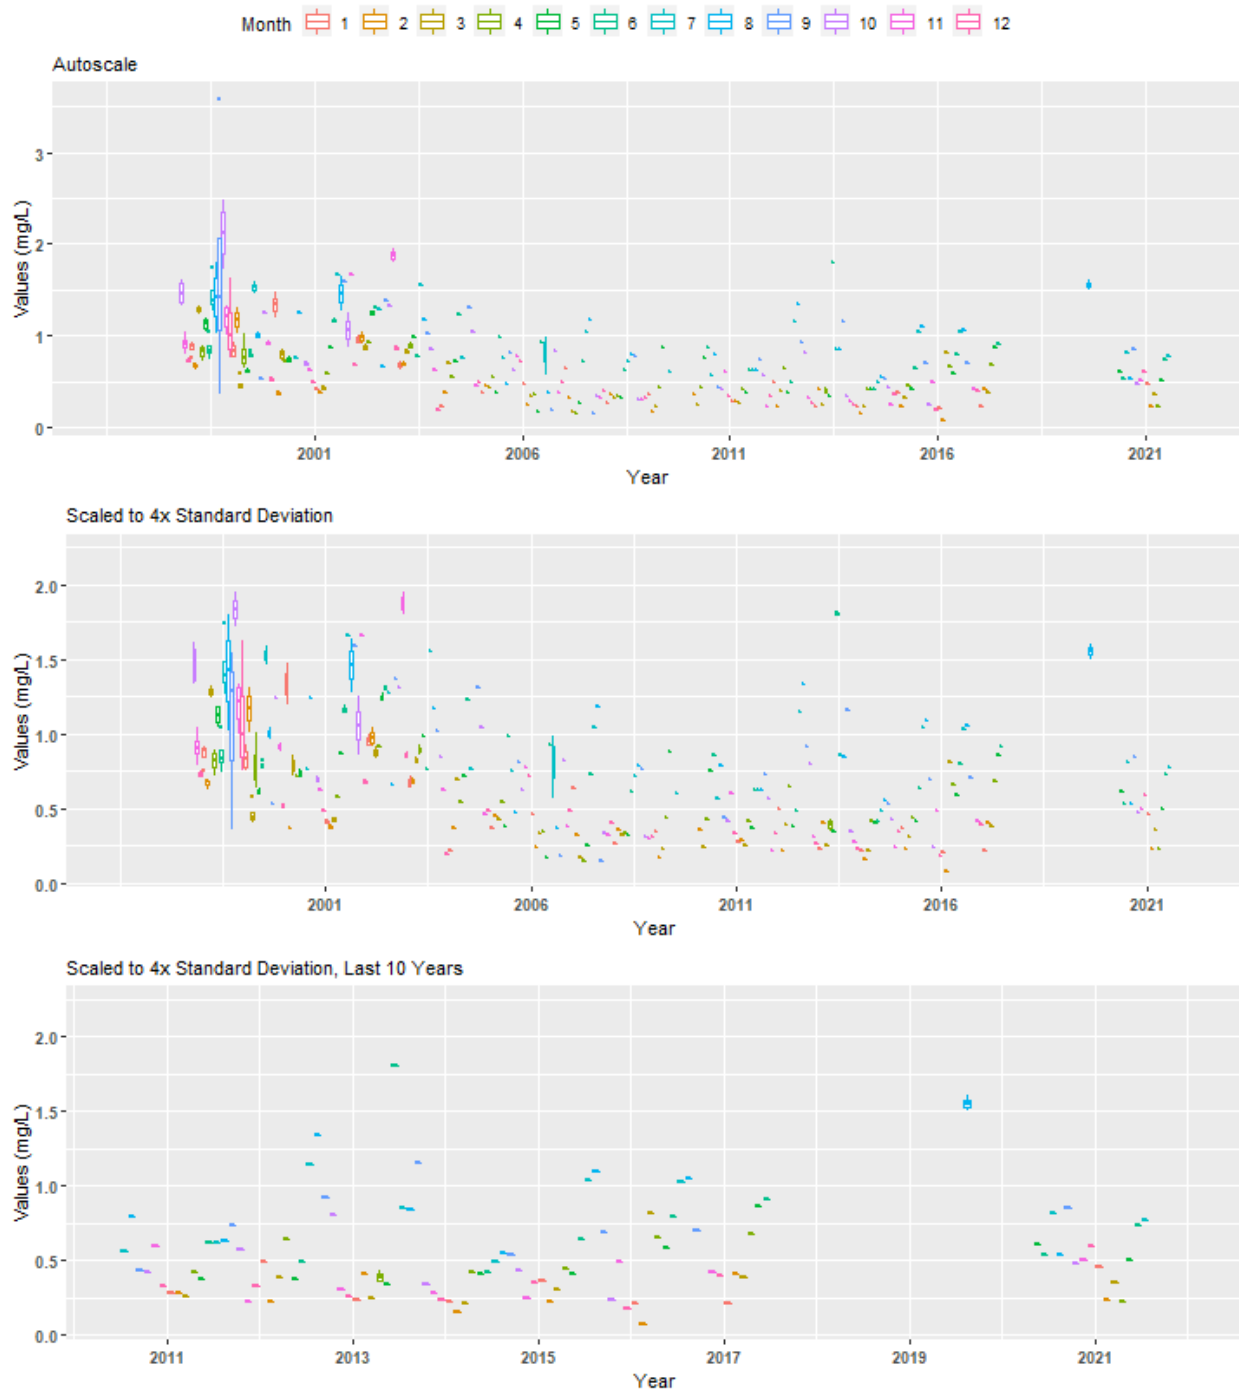 Month 1 2 3 4 5 6 7 8 9 10 11 12
Autoscale
Values (mg/L)
3
2
1
0
2001 2006 2011 2016 2021
Year
Scaled to 4x Standard Deviation
Values (mg/L)
2.0
1.5
1.0
0.5
0.0
2001 2006 2011 2016 2021
Year
Scaled to 4x Standard Deviation, Last 10 Years
Values (mg/L)
2.0
1.5
1.0
0.5
0.0
2011 2013 2015 2017 2019 2021
Year